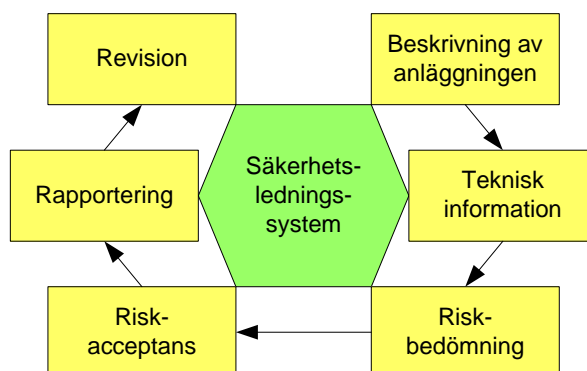 Revision
Beskrivning av
anläggningen
Säkerhets-
lednings-
system
Rapportering
Teknisk
information
Risk-
acceptans
Risk-
bedömning